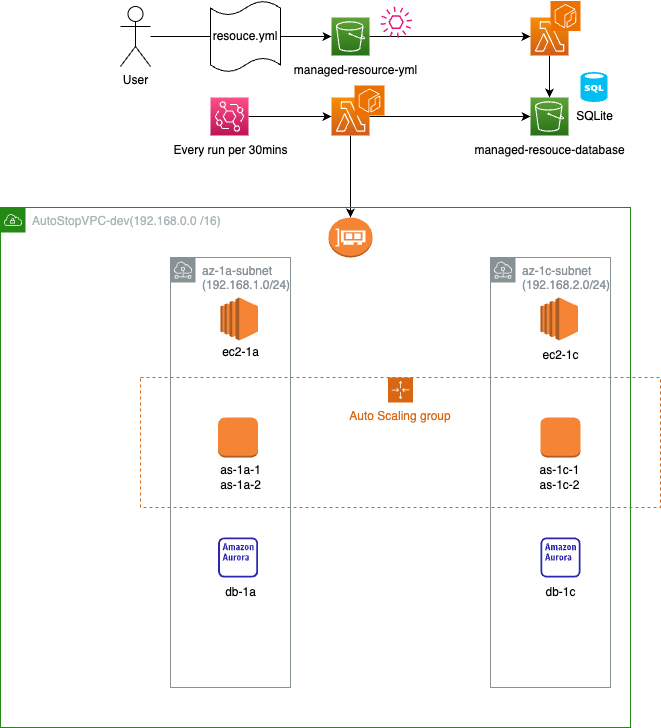 resouce.yml
User
managed-resource-yml
SQL
SQLite
Every run per 30mins
managed-resouce-database
AutoStopVPC-dev(192.168.0.0 /16)
az-1a-subnet
(192.168.1.0/24)
az-1c-subnet
(192.168.2.0/24)
ec2-1a
ec2-1c
Auto Scaling group
as-1a-1
as-1a-2
as-1c-1
as-1c-2
Amazon
Aurora
Amazon
Aurora
db-1a
db-1c